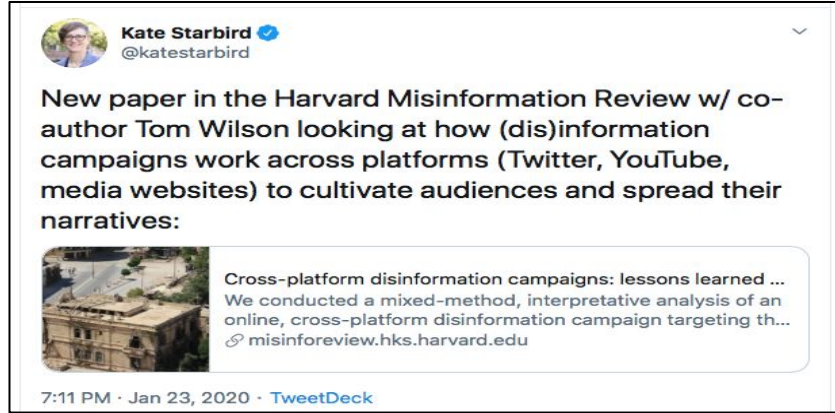 Kate Starbird
@katestarbird
New paper in the Harvard Misinformation Review w/ co-
author Tom Wilson looking at how (dis)information
campaigns work across platforms (Twitter, YouTube,
media websites) to cultivate audiences and spread their
narratives:
Cross-platform disinformation campaigns: lessons learned ...
We conducted a mixed-method, interpretative analysis of an
online, cross-platform disinformation campaign targeting th...
misinforeview.hks.harvard.edu
7:11 PM · Jan 23, 2020 · TweetDeck